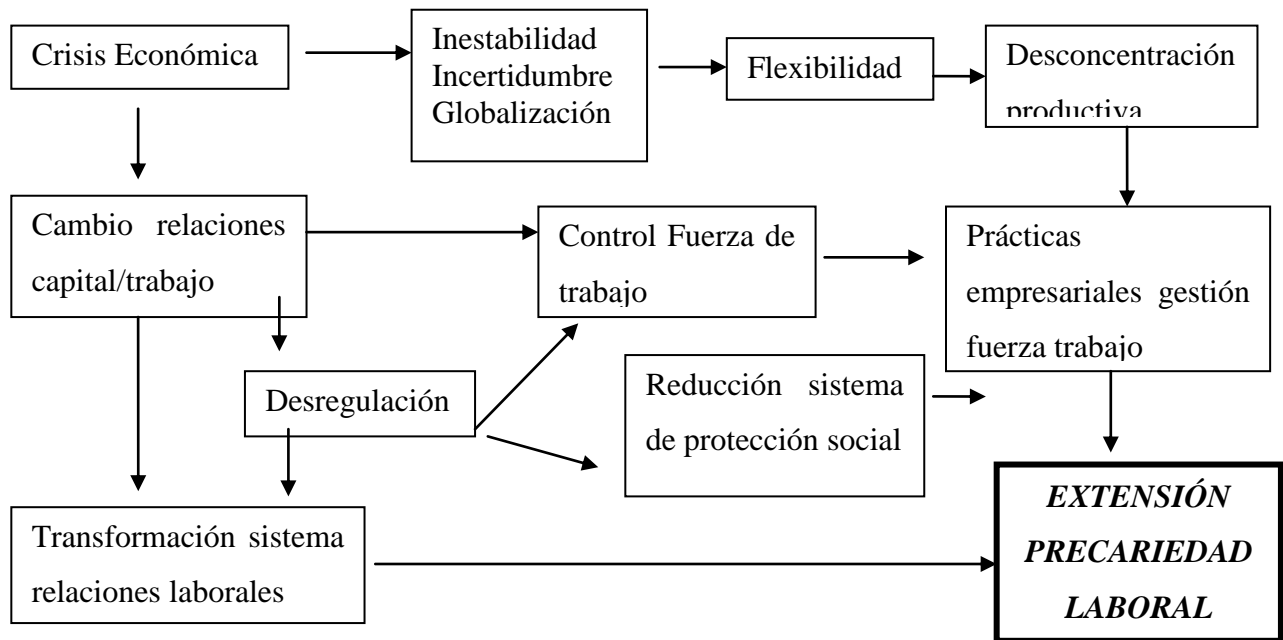 Crisis Económica
Inestabilidad
Incertidumbre
Globalización
Flexibilidad
Desconcentración
productiva
Cambio relaciones
capital/trabajo
Control Fuerza de
trabajo
Prácticas
empresariales gestión
fuerza trabajo
Desregulación
Reducción sistema
de protección social
Transformación sistema
relaciones laborales
EXTENSIÓN
PRECARIEDAD
LABORAL